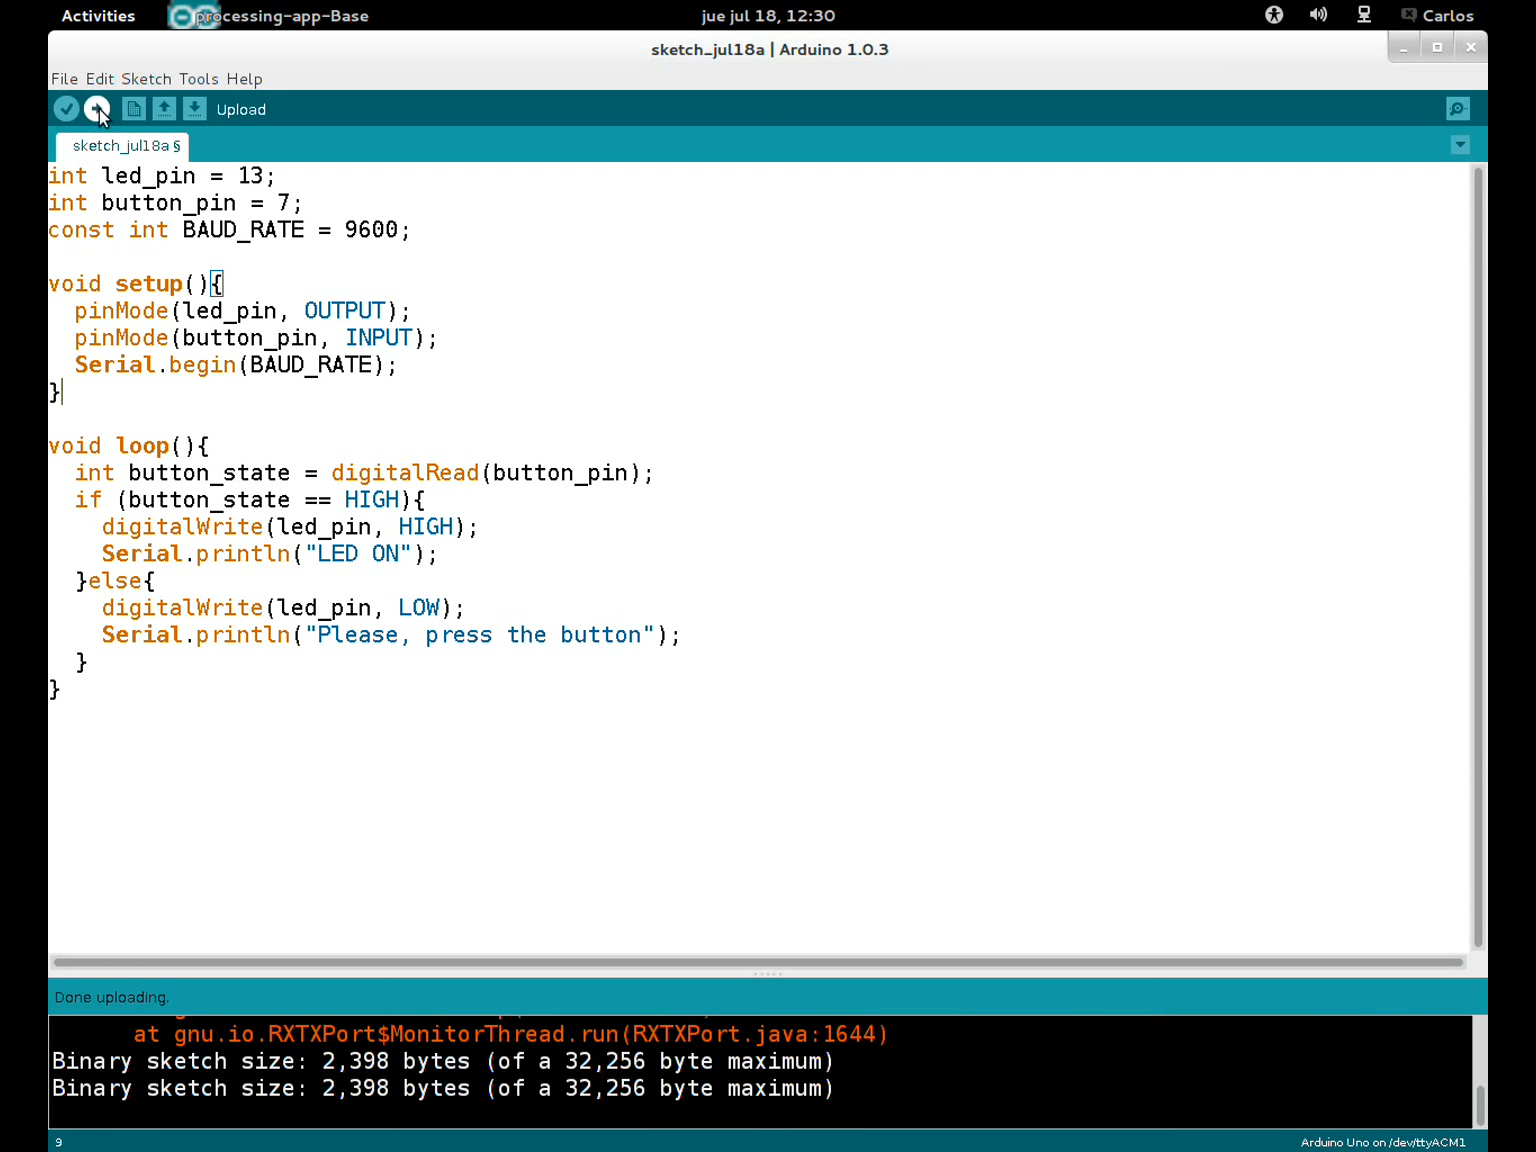 Activities processing-app-Base jue jul 18, 12:30 Carlos
sketch_jul18a | Arduino 1.0.3
File Edit Sketch Tools Help
Upload
sketch_jul18a §
int led_pin = 13;
int button_pin = 7;
const int BAUD_RATE = 9600;
void setup(){
pinMode(led_pin, OUTPUT);
pinMode(button_pin, INPUT);
Serial.begin(BAUD_RATE);
}
void loop(){
int button_state = digitalRead(button_pin);
if (button_state == HIGH){
digitalWrite(led_pin, HIGH);
Serial.println("LED ON");
}else{
digitalWrite(led_pin, LOW);
Serial.println("Please, press the button");
}
}
Done uploading.
at gnu.io.RXTXPort$MonitorThread.run(RXTXPort.java:1644)
Binary sketch size: 2,398 bytes (of a 32,256 byte maximum)
Binary sketch size: 2,398 bytes (of a 32,256 byte maximum)
9 Arduino Uno on /dev/ttyACM1